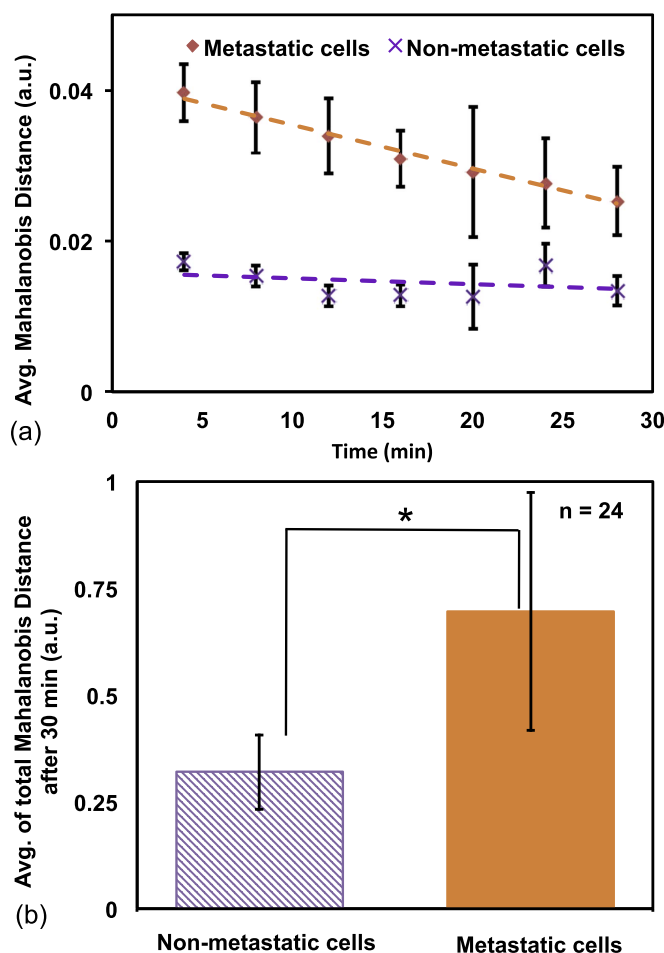 Metastatic cells
Non-metastatic cells
Avg. Mahalanobis Distance (a.u.)
0.04
0.02
0
0 5 10 15 20 25 30
Time (min)
(a)
Avg. of total Mahalanobis Distance
after 30 min (a.u.)
1
0.75
0.5
0.25
0
*
n = 24
Non-metastatic cells
Metastatic cells
(b)